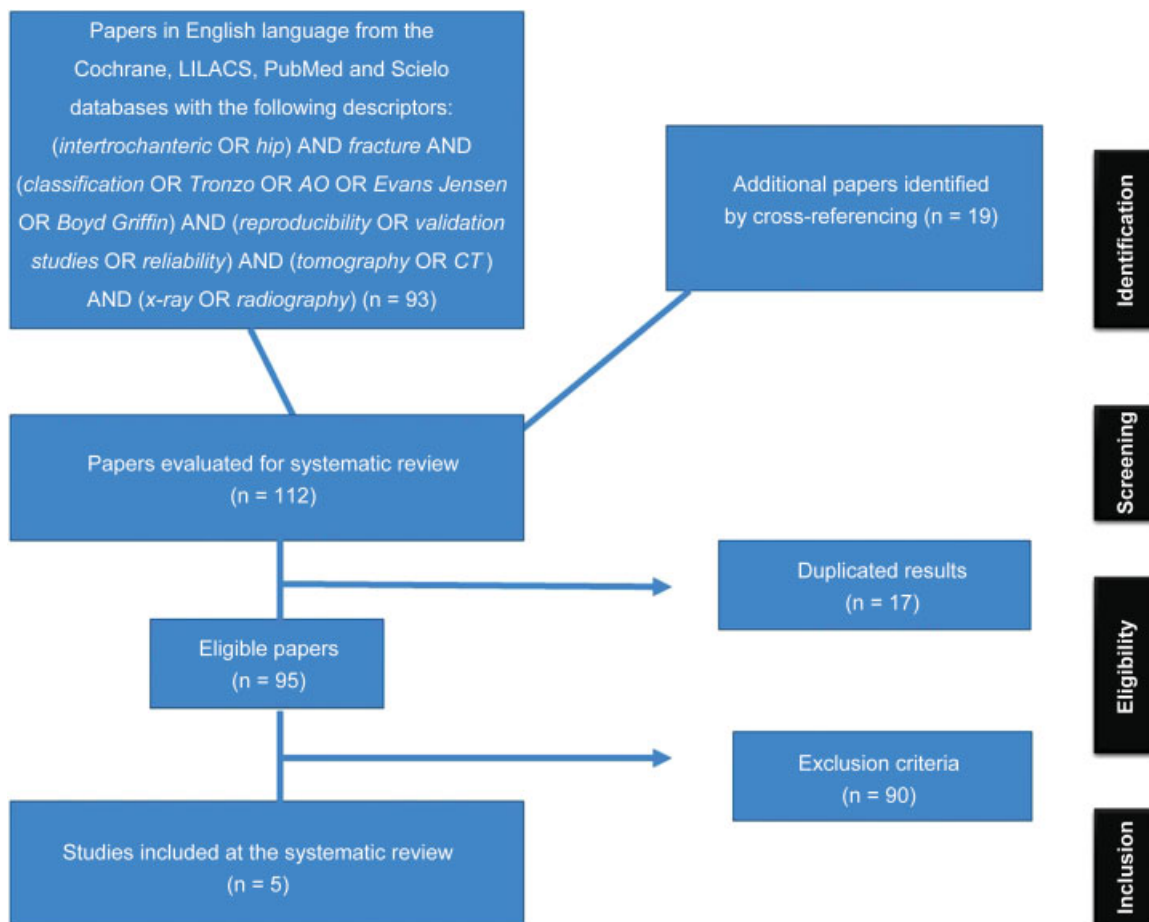 Papers in English language from the
Cochrane, LILACS, PubMed and Scielo
databases with the following descriptors:
(intertrochanteric OR hip) AND fracture AND
(classification OR Tronzo OR AO OR Evans Jensen
OR Boyd Griffin) AND (reproducibility OR validation
studies OR reliability) AND (tomography OR CT )
AND (x-ray OR radiography) (n = 93)
Additional papers identified
by cross-referencing (n = 19)
Identification
Papers evaluated for systematic review
(n = 112)
Screening
Duplicated results
(n = 17)
Eligible papers
(n = 95)
Eligibility
Exclusion criteria
(n = 90)
Studies included at the systematic review
(n = 5)
Inclusion